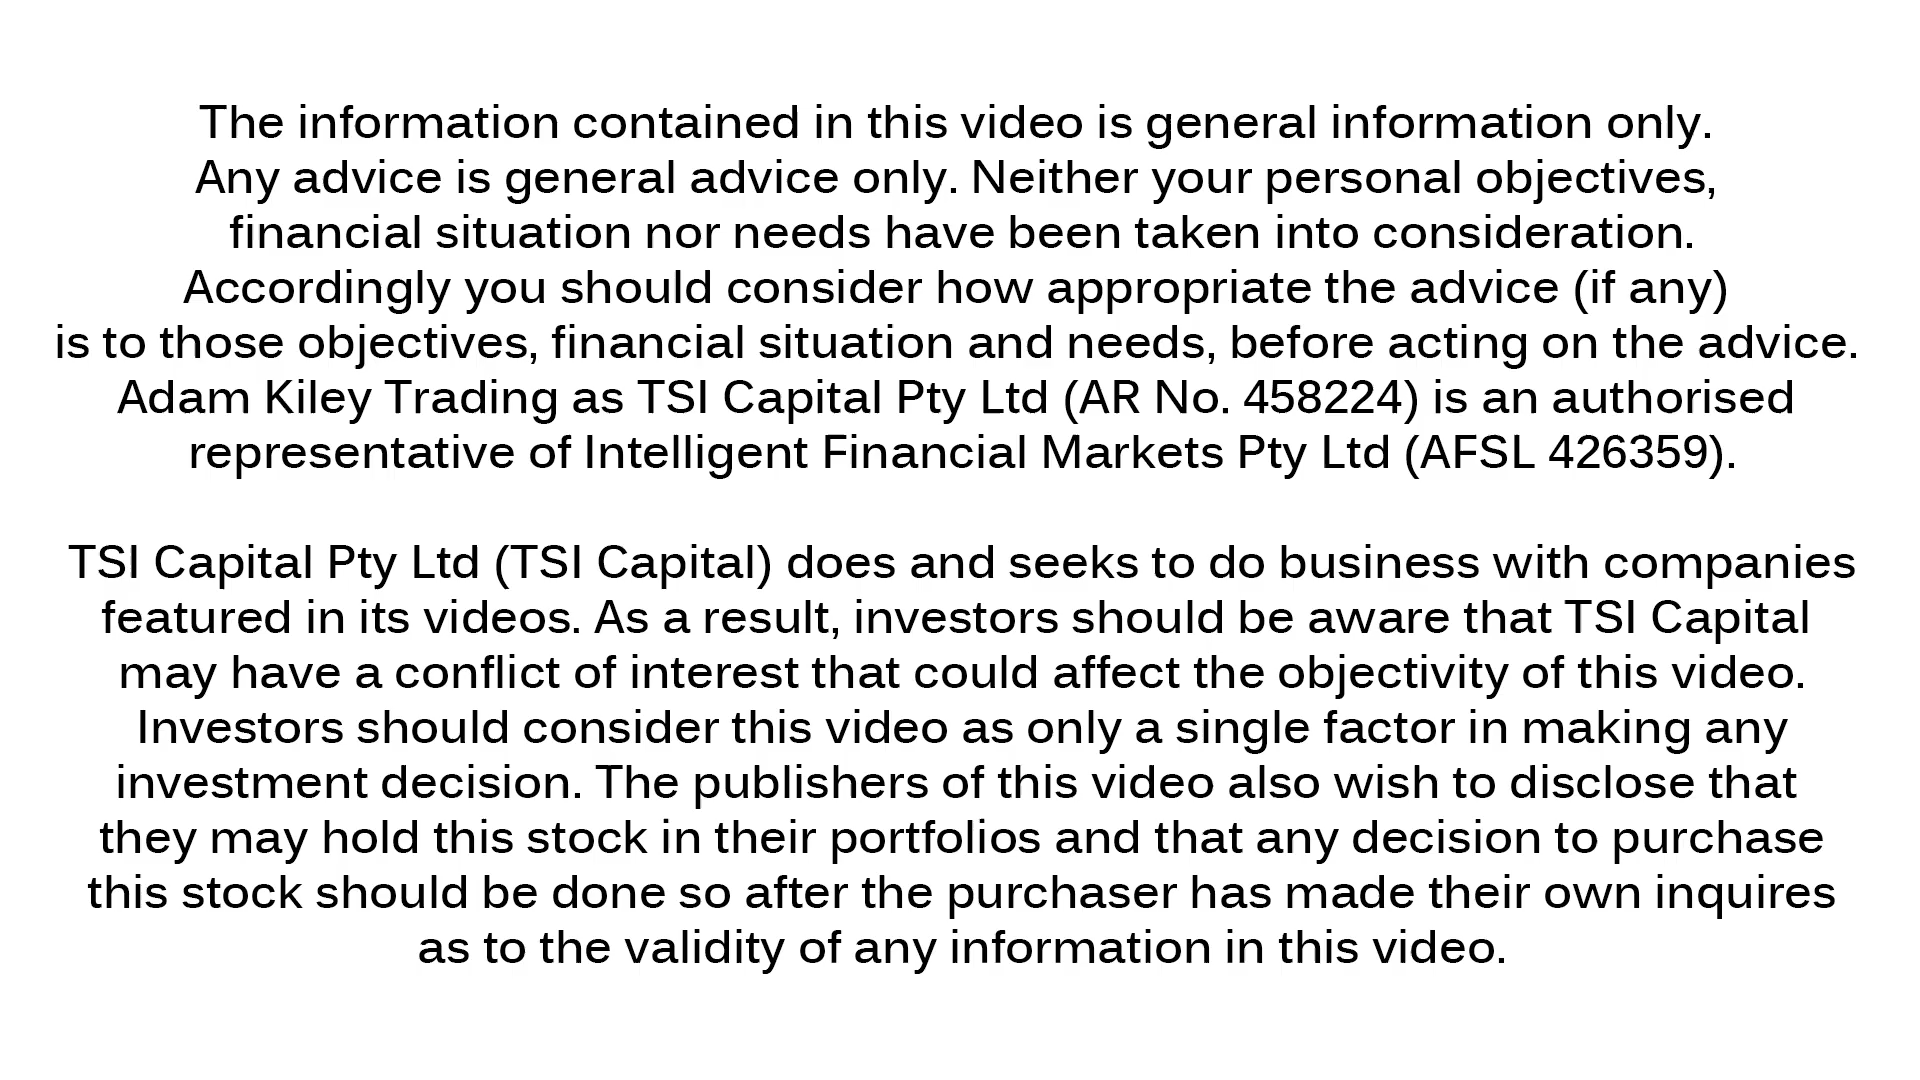 The information contained in this video is general information only.
Any advice is general advice only. Neither your personal objectives,
financial situation nor needs have been taken into consideration.
Accordingly you should consider how appropriate the advice (if any)
is to those objectives, financial situation and needs, before acting on the advice.
Adam Kiley Trading as TSI Capital Pty Ltd (AR No. 458224) is an authorised
representative of Intelligent Financial Markets Pty Ltd (AFSL 426359).
TSI Capital Pty Ltd (TSI Capital) does and seeks to do business with companies
featured in its videos. As a result, investors should be aware that TSI Capital
may have a conflict of interest that could affect the objectivity of this video.
Investors should consider this video as only a single factor in making any
investment decision. The publishers of this video also wish to disclose that
they may hold this stock in their portfolios and that any decision to purchase
this stock should be done so after the purchaser has made their own inquires
as to the validity of any information in this video.